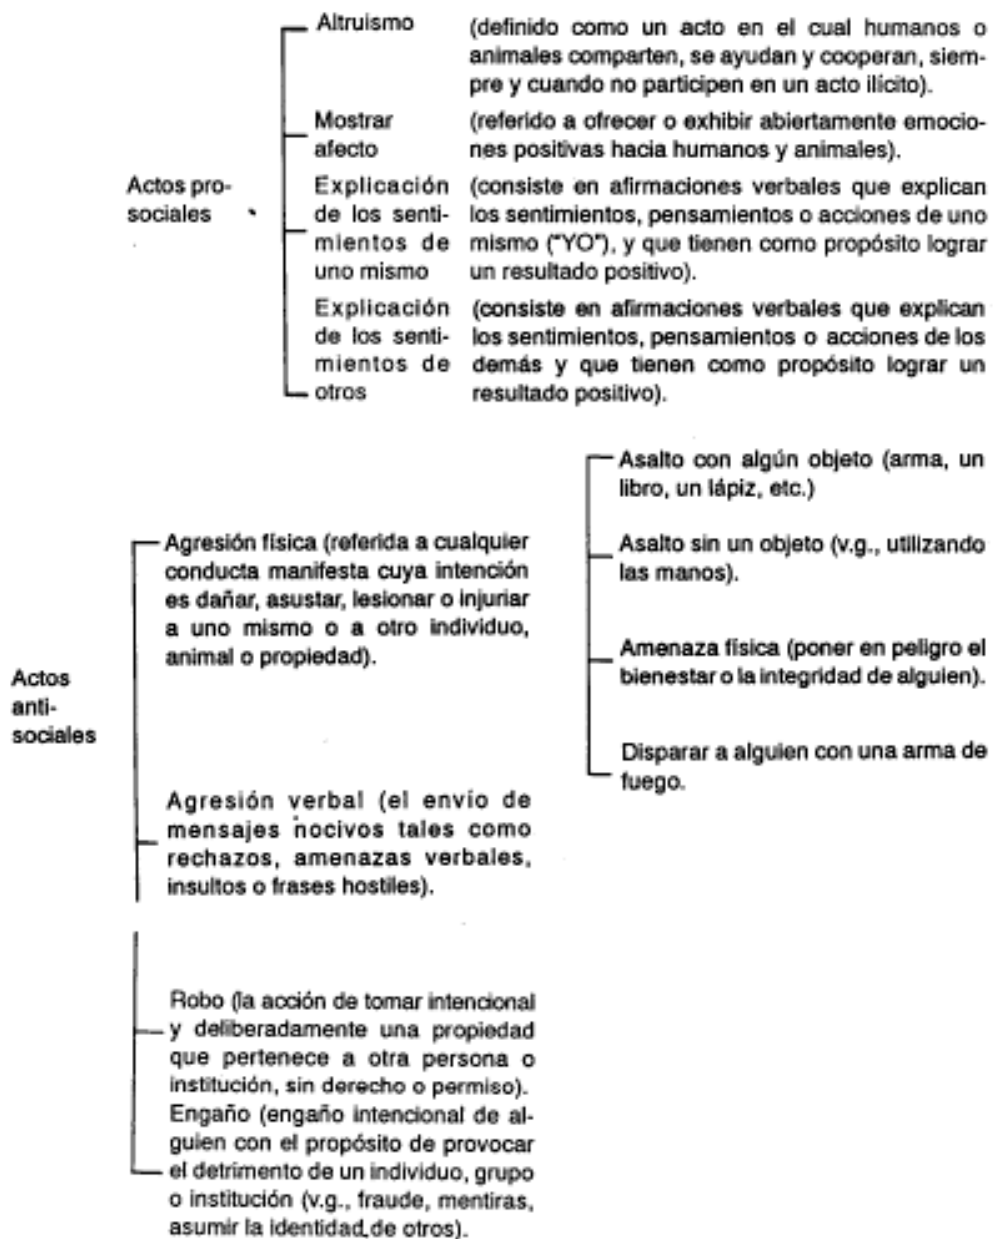 Altruismo (definido como un acto en el cual humanos o
animales comparten, se ayudan y cooperan, siem-
pre y cuando no participen en un acto ilícito).
Mostrar (referido a ofrecer o exhibir abiertamente emocio-
afecto nes positivas hacia humanos y animales).
Actos pro-
sociales
Explicación (consiste en afirmaciones verbales que explican
de los senti- los sentimientos, pensamientos o acciones de uno
mientos de mismo ("YO"), y que tienen como propósito lograr
uno mismo un resultado positivo).
Explicación (consiste en afirmaciones verbales que explican
de los senti- los sentimientos, pensamientos o acciones de los
mientos de demás y que tienen como propósito lograr un
otros resultado positivo).
Actos
anti-
sociales
Agresión física (referida a cualquier
conducta manifesta cuya intención
es dañar, asustar, lesionar o injuriar
a uno mismo o a otro individuo,
animal o propiedad).
Asalto con algún objeto (arma, un
libro, un lápiz, etc.)
Asalto sin un objeto (v.g., utilizando
las manos).
Amenaza física (poner en peligro el
bienestar o la integridad de alguien).
Disparar a alguien con una arma de
fuego.
Agresión verbal (el envío de
mensajes nocivos tales como
rechazos, amenazas verbales,
insultos o frases hostiles).
Robo (la acción de tomar intencional
y deliberadamente una propiedad
que pertenece a otra persona o
institución, sin derecho o permiso).
Engaño (engaño intencional de al-
guien con el propósito de provocar
el detrimento de un individuo, grupo
o institución (v.g., fraude, mentiras,
asumir la identidad de otros).